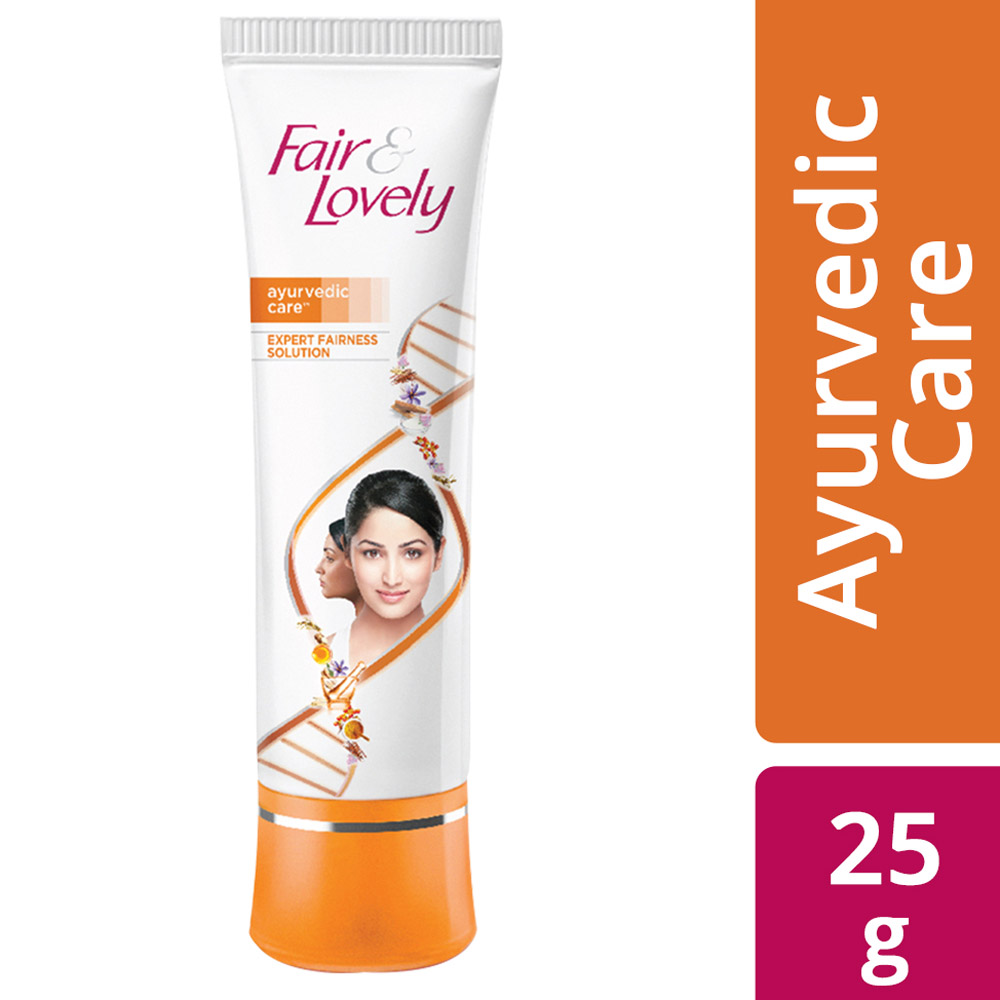 Fair &
Lovely
ayurvedic
care™
EXPERT FAIRNESS
SOLUTION
Ayurvedic
Care
25
g